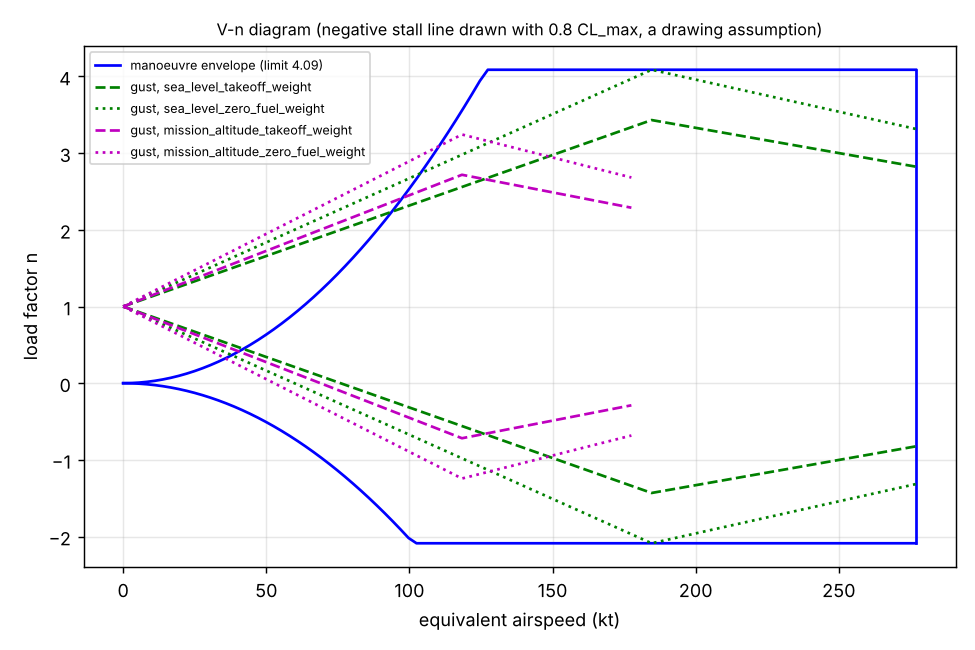 V-n diagram (negative stall line drawn with 0.8 CL_max, a drawing assumption)
manoeuvre envelope (limit 4.09)
gust, sea_level_takeoff_weight
gust, sea_level_zero_fuel_weight
gust, mission_altitude_takeoff_weight
gust, mission_altitude_zero_fuel_weight
load factor n
4
3
2
1
0
−1
−2
0 50 100 150 200 250
equivalent airspeed (kt)